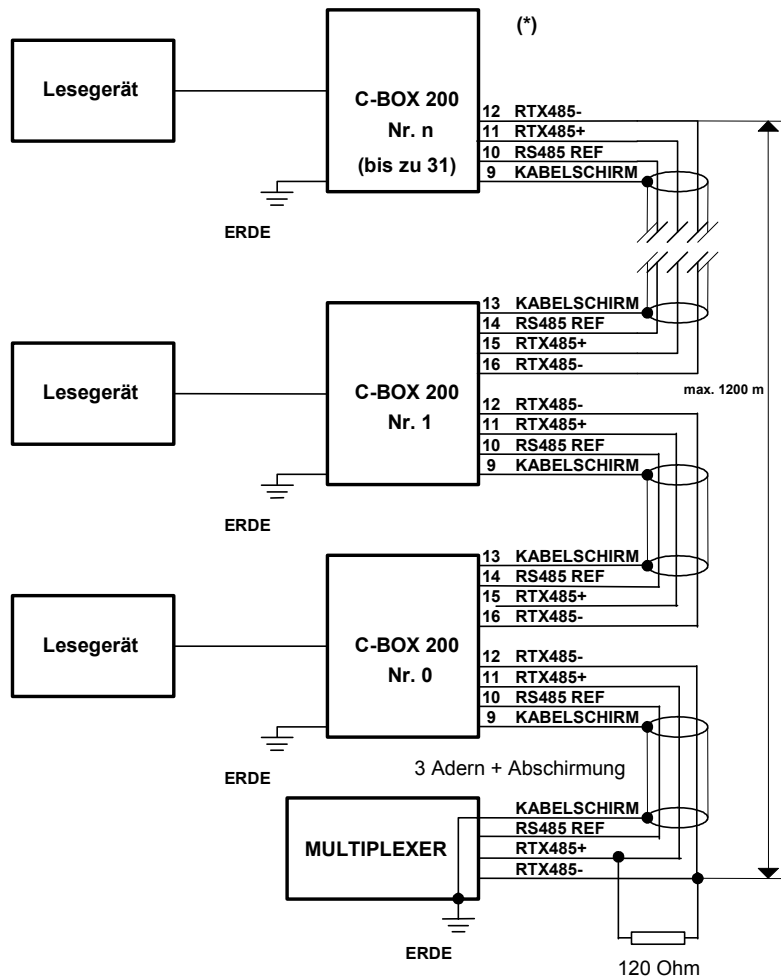 (*)
Lesegerät
C-BOX 200
Nr. n
(bis zu 31)
12 RTX485-
11 RTX485+
10 RS485 REF
9 KABELSCHIRM
ERDE
13 KABELSCHIRM
14 RS485 REF
15 RTX485+
16 RTX485-
Lesegerät
C-BOX 200
Nr. 1
max. 1200 m
12 RTX485-
11 RTX485+
10 RS485 REF
9 KABELSCHIRM
ERDE
13 KABELSCHIRM
14 RS485 REF
15 RTX485+
16 RTX485-
Lesegerät
C-BOX 200
Nr. 0
12 RTX485-
11 RTX485+
10 RS485 REF
9 KABELSCHIRM
ERDE
3 Adern + Abschirmung
MULTIPLEXER
KABELSCHIRM
RS485 REF
RTX485+
RTX485-
ERDE
120 Ohm